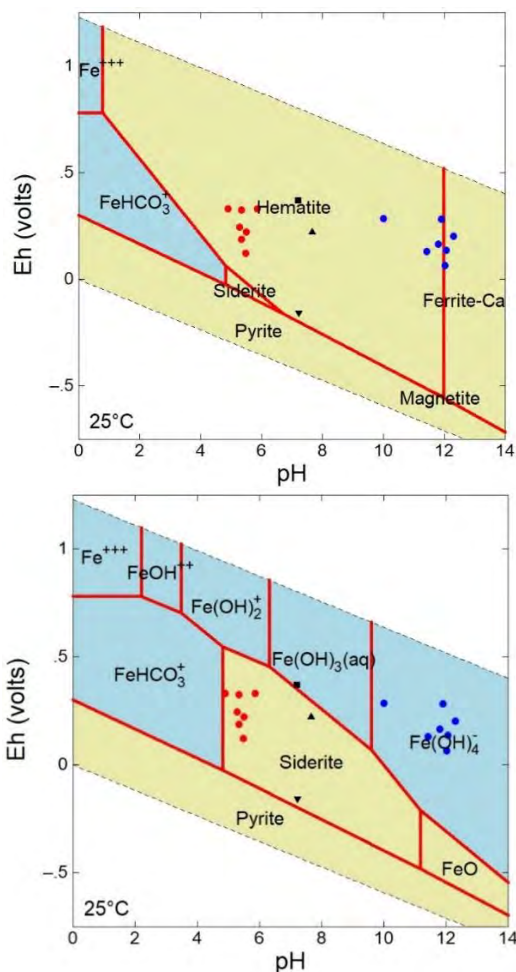 1
.5
0
−.5
Eh (volts)
Fe+++
FeHCO3+
Hematite
Siderite
Ferrite-Ca
Pyrite
Magnetite
25°C
0 2 4 6 8 10 12 14
pH
1
.5
0
−.5
Eh (volts)
Fe+++
FeOH++
Fe(OH)2+
Fe(OH)3(aq)
FeHCO3+
Fe(OH)4-
Siderite
Pyrite
FeO
25°C
0 2 4 6 8 10 12 14
pH